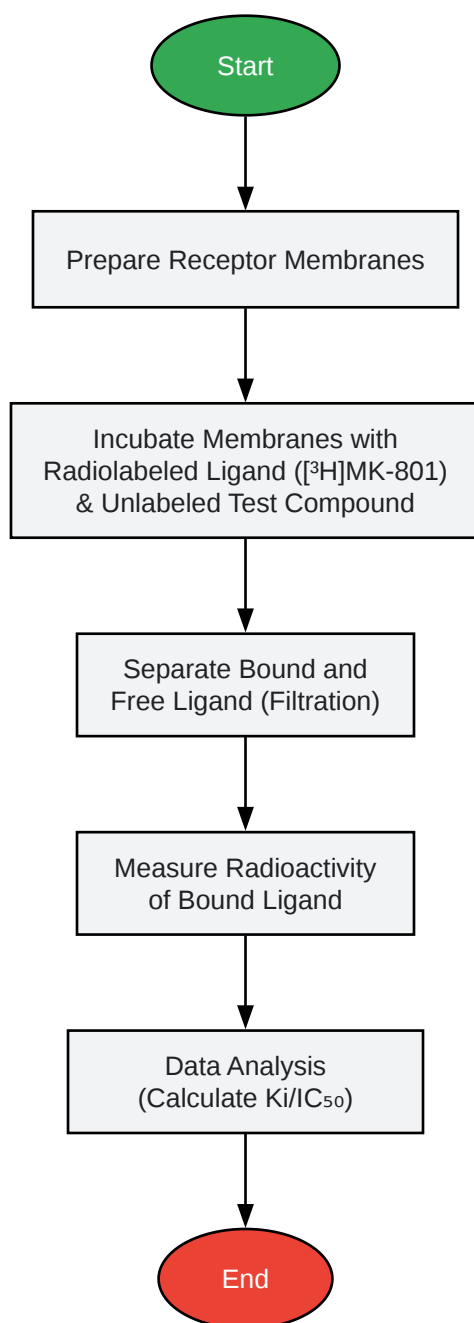 Start
Prepare Receptor Membranes
Incubate Membranes with
Radiolabeled Ligand ([³H]MK-801)
& Unlabeled Test Compound
Separate Bound and
Free Ligand (Filtration)
Measure Radioactivity
of Bound Ligand
Data Analysis
(Calculate Ki/IC₅₀)
End